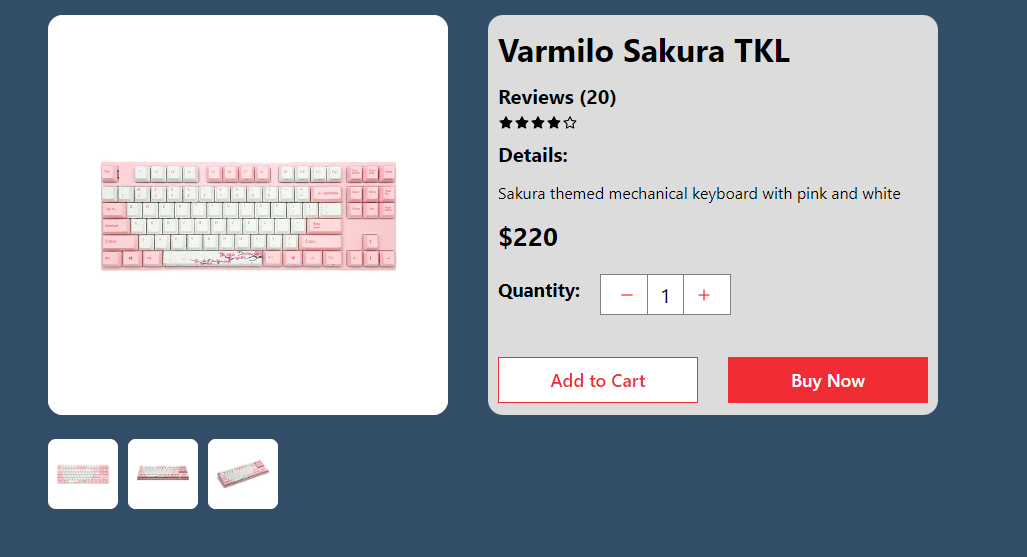 Varmilo Sakura TKL
Reviews (20)
Details:
Sakura themed mechanical keyboard with pink and white
$220
Quantity:
− 1 +
Add to Cart
Buy Now